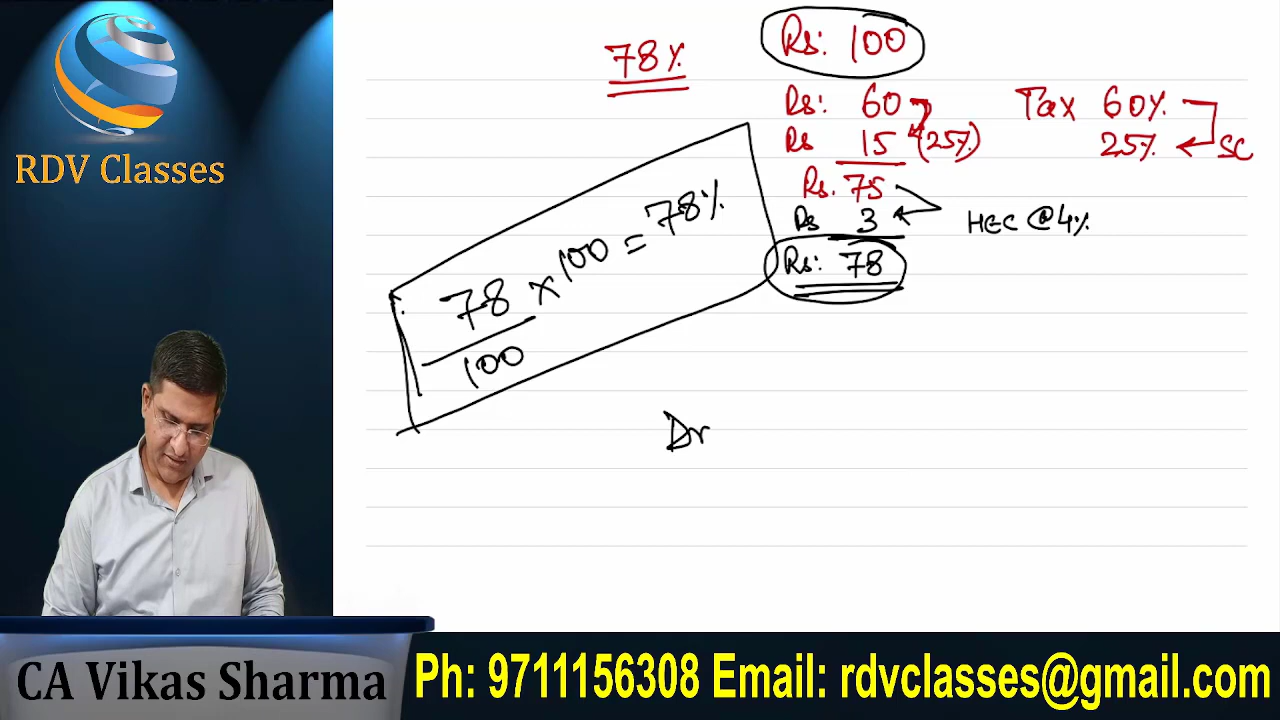 RDV Classes
78%
Rs: 100
Rs: 60
Rs 15 (25%)
Rs. 75
Rs 3
Rs: 78
Tax 60%
25% SC
HEC @ 4%
78 × 100 = 78%
100
Dr
CA Vikas Sharma
Ph: 9711156308 Email: rdvclasses@gmail.com